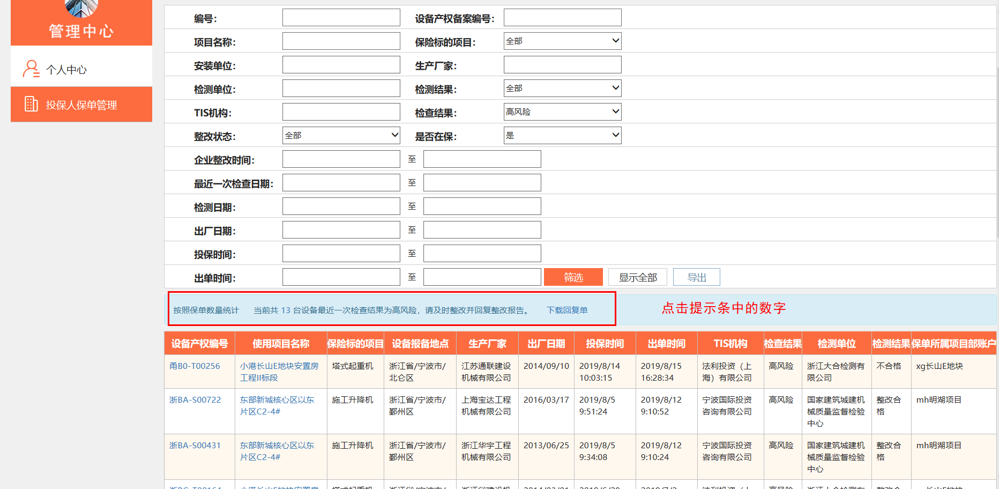 管理中心
个人中心
投保人保单管理
编号：
设备产权备案编号：
项目名称：
保险标的项目：
全部
安装单位：
生产厂家：
检测单位：
检测结果：
全部
TIS机构：
检查结果：
高风险
整改状态：
全部
是否在保：
是
企业整改时间：
至
最近一次检查日期：
至
检测日期：
至
出厂日期：
至
投保时间：
至
出单时间：
至
筛选
显示全部
导出
按照保单数量统计 当前共 13 台设备最近一次检查结果为高风险，请及时整改并回复整改报告。 下载回复单
点击提示条中的数字
设备产权编号 使用项目名称 保险标的项目 设备报备地点 生产厂家 出厂日期 投保时间 出单时间 TIS机构 检查结果 检测单位 检测结果 保单所属项目部账户
甬B0-T00256 小港长山E地块安置房 塔式起重机 浙江省/宁波市/ 江苏通联建设 2014/09/10 2019/8/14 2019/8/15 法利投资（上 高风险 浙江大合检测有 不合格 xg长山E地块
工程II标段 北仑区 机械有限公司 10:03:15 16:28:34 海）有限公司 限公司
浙BA-S00722 东部新城核心区以东 施工升降机 浙江省/宁波市/ 上海宝达工程 2016/03/17 2019/8/5 2019/8/12 宁波国际投资 高风险 国家建筑城建机 整改合 mh明湖项目
片区C2-4# 鄞州区 机械有限公司 9:51:24 9:10:52 咨询有限公司 械质量监督检验 格
中心
浙BA-S00431 东部新城核心区以东 施工升降机 浙江省/宁波市/ 浙江华宇工程 2013/06/25 2019/8/5 2019/8/12 宁波国际投资 高风险 国家建筑城建机 整改合 mh明湖项目
片区C2-4# 鄞州区 机械有限公司 9:34:08 9:10:24 咨询有限公司 械质量监督检验 格
中心